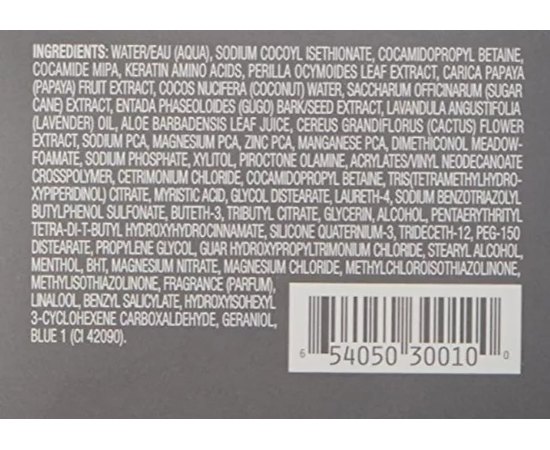 INGREDIENTS: WATER/EAU (AQUA), SODIUM COCOYL ISETHIONATE, COCAMIDOPROPYL BETAINE,
COCAMIDE MIPA, KERATIN AMINO ACIDS, PERILLA OCYMOIDES LEAF EXTRACT, CARICA PAPAYA
(PAPAYA) FRUIT EXTRACT, COCOS NUCIFERA (COCONUT) WATER, SACCHARUM OFFICINARUM (SUGAR
CANE) EXTRACT, ENTADA PHASEOLOIDES (GUGO) BARK/SEED EXTRACT, LAVANDULA ANGUSTIFOLIA
(LAVENDER) OIL, ALOE BARBADENSIS LEAF JUICE, CEREUS GRANDIFLORUS (CACTUS) FLOWER
EXTRACT, SODIUM PCA, MAGNESIUM PCA, ZINC PCA, MANGANESE PCA, DIMETHICONOL MEADOW-
FOAMATE, SODIUM PHOSPHATE, XYLITOL, PIROCTONE OLAMINE, ACRYLATES/VINYL NEODECANOATE
CROSSPOLYMER, CETRIMONIUM CHLORIDE, COCAMIDOPROPYL BETAINE, TRIS(TETRAMETHYLHYDRO-
XYPIPERIDINOL) CITRATE, MYRISTIC ACID, GLYCOL DISTEARATE, LAURETH-4, SODIUM BENZOTRIAZOLYL
BUTYLPHENOL SULFONATE, BUTETH-3, TRIBUTYL CITRATE, GLYCERIN, ALCOHOL, PENTAERYTHRITYL
TETRA-DI-T-BUTYL HYDROXYHYDROCINNAMATE, SILICONE QUATERNIUM-3, TRIDECETH-12, PEG-150
DISTEARATE, PROPYLENE GLYCOL, GUAR HYDROXYPROPYLTRIMONIUM CHLORIDE, STEARYL ALCOHOL,
MENTHOL, BHT, MAGNESIUM NITRATE, MAGNESIUM CHLORIDE, METHYLCHLOROISOTHIAZOLINONE,
METHYLISOTHIAZOLINONE, FRAGRANCE (PARFUM),
LINALOOL, BENZYL SALICYLATE, HYDROXYISOHEXYL
3-CYCLOHEXENE CARBOXALDEHYDE, GERANIOL,
BLUE 1 (CI 42090).
6 54050 30010 0